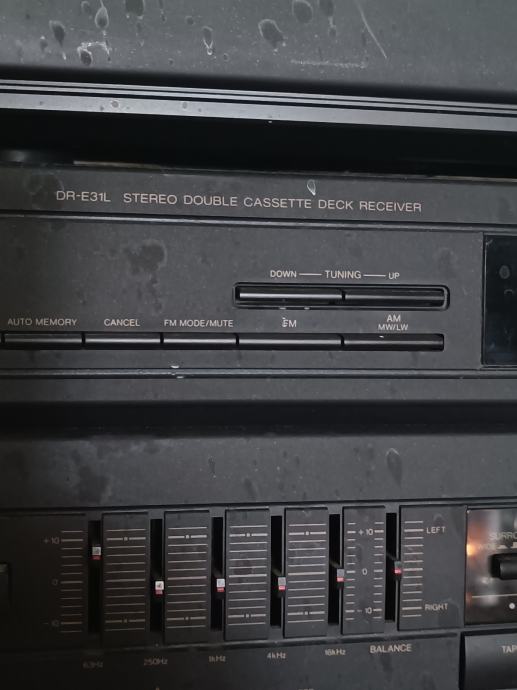 DR-E31L STEREO DOUBLE CASSETTE DECK RECEIVER
DOWN TUNING UP
AUTO MEMORY CANCEL FM MODE/MUTE FM AM
MW/LW
+10 +10 LEFT
0 0
-10 -10 RIGHT
63Hz 250Hz 1kHz 4kHz 16kHz BALANCE